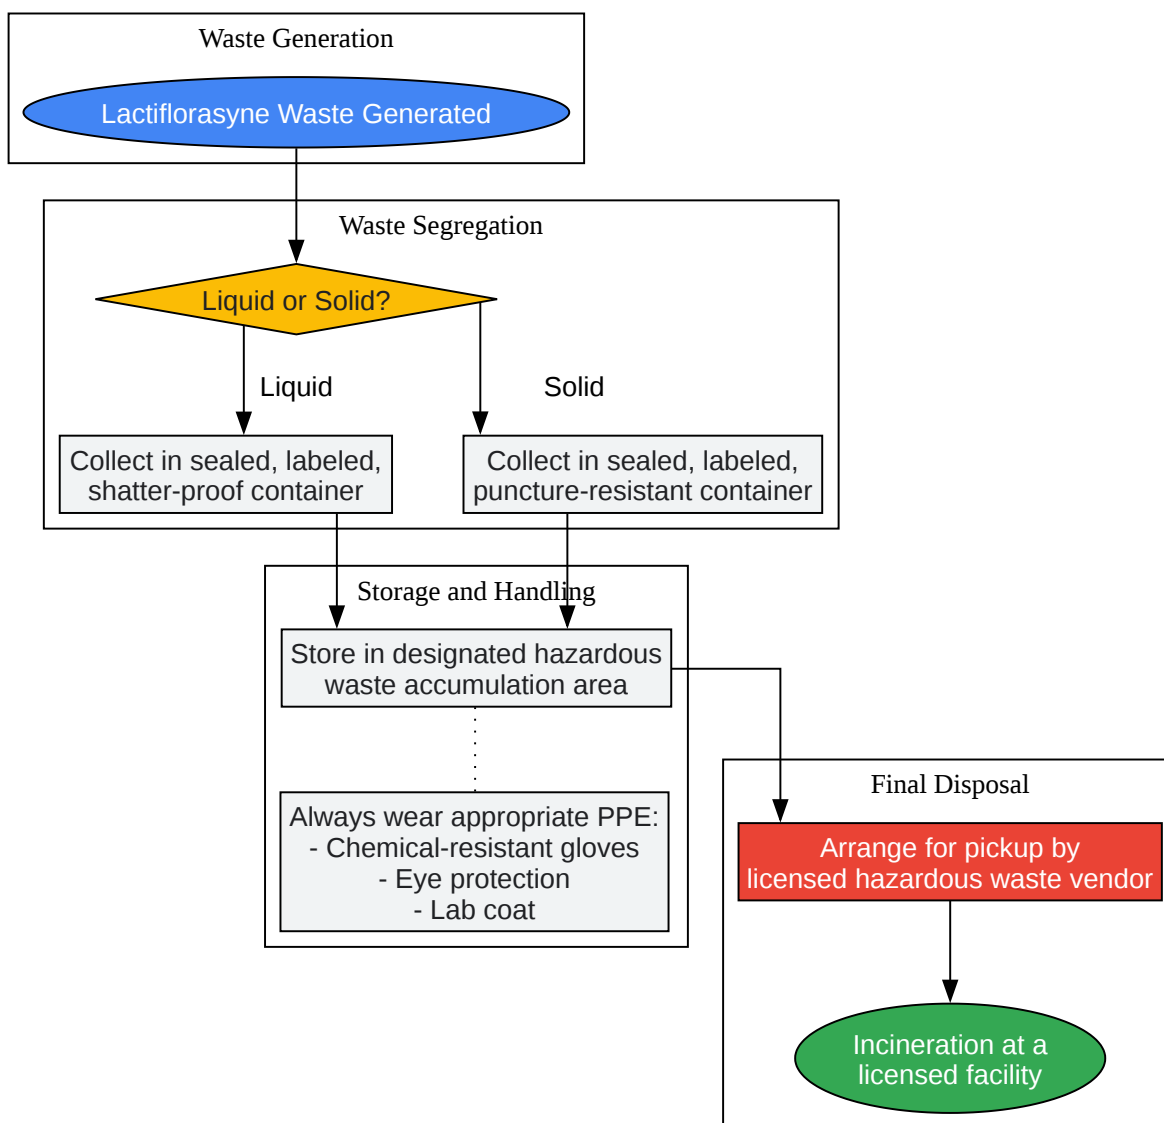 Waste Generation
Lactiflorasyne Waste Generated
Waste Segregation
Liquid or Solid?
Liquid
Solid
Collect in sealed, labeled,
shatter-proof container
Collect in sealed, labeled,
puncture-resistant container
Storage and Handling
Store in designated hazardous
waste accumulation area
Always wear appropriate PPE:
- Chemical-resistant gloves
- Eye protection
- Lab coat
Final Disposal
Arrange for pickup by
licensed hazardous waste vendor
Incineration at a
licensed facility